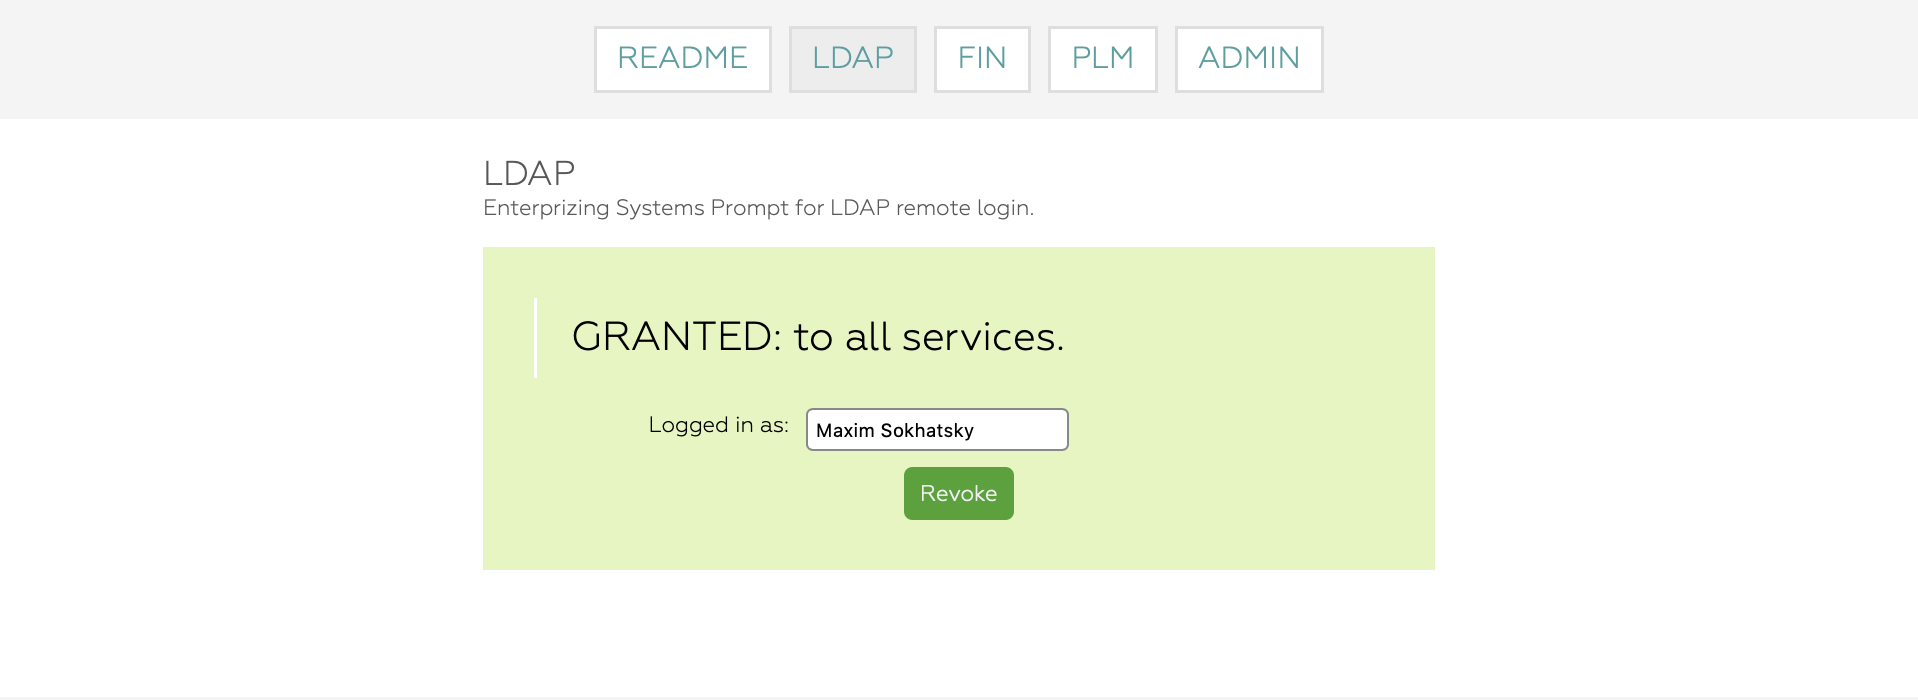 README LDAP FIN PLM ADMIN
LDAP
Enterprizing Systems Prompt for LDAP remote login.
GRANTED: to all services.
Logged in as: Maxim Sokhatsky
Revoke